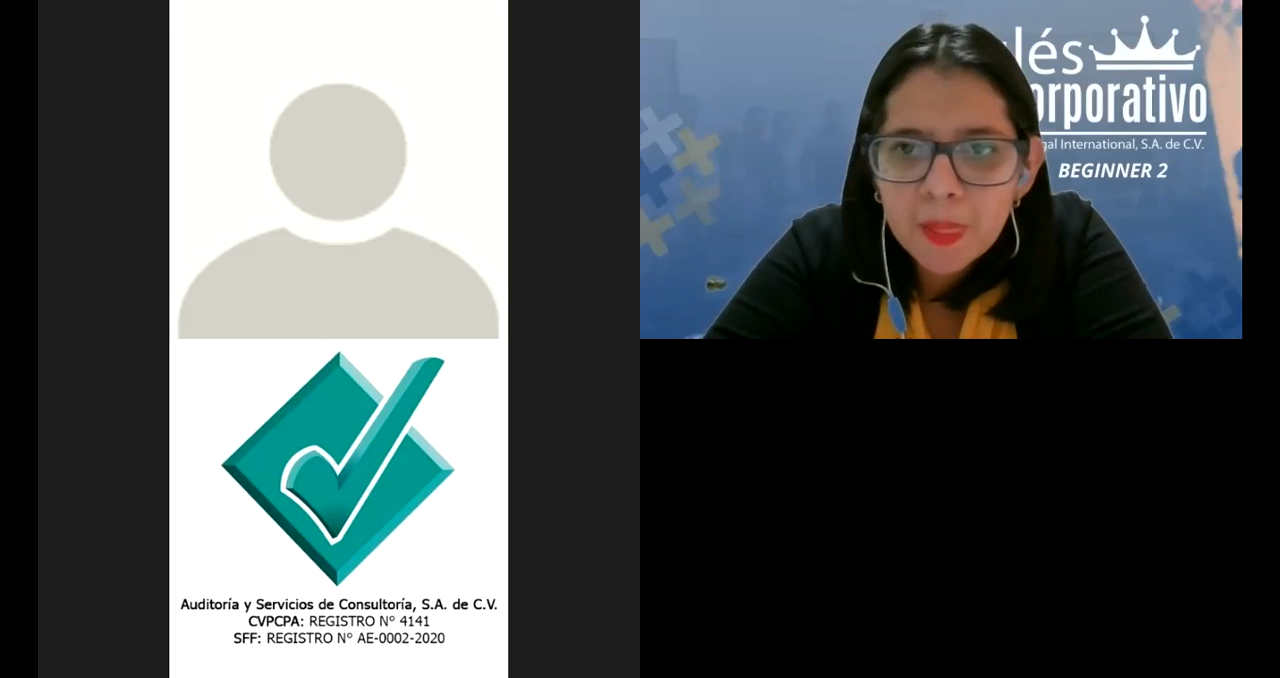 lés
orporativo
gal International, S.A. de C.V.
BEGINNER 2
Auditoría y Servicios de Consultoría, S.A. de C.V.
CVPCPA: REGISTRO N° 4141
SFF: REGISTRO N° AE-0002-2020